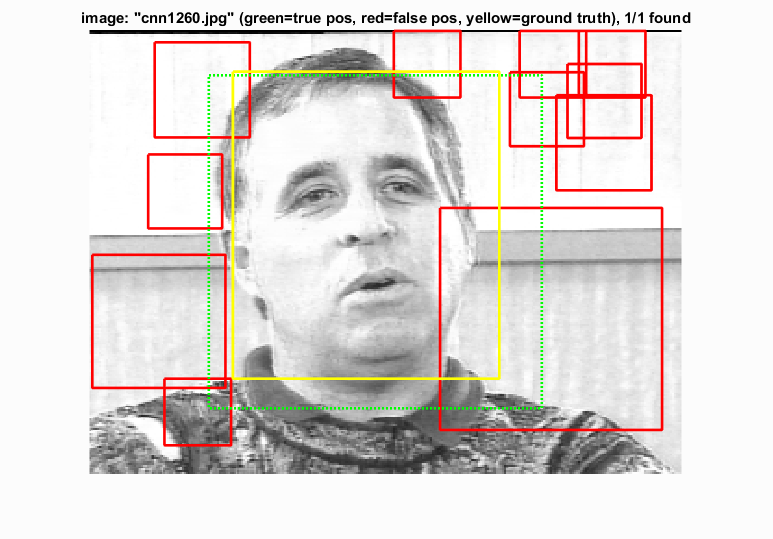 image: "cnn1260.jpg" (green=true pos, red=false pos, yellow=ground truth), 1/1 found